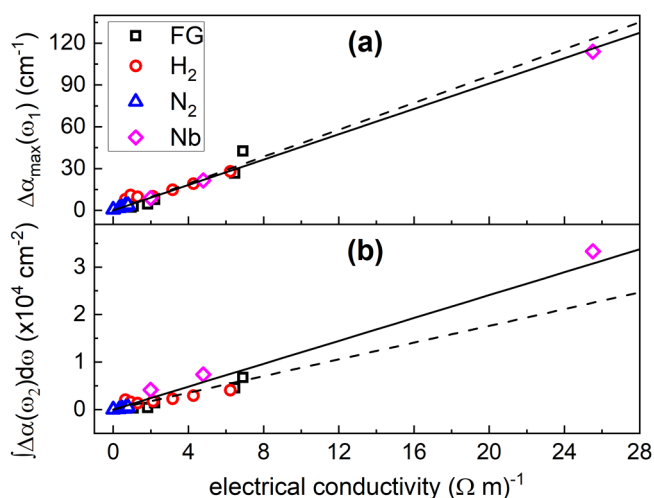 120
90
60
30
0
Δα_max(ω₁) (cm⁻¹)
FG
H₂
N₂
Nb
(a)
3
2
1
0
∫Δα(ω₂)dω (x10⁴ cm⁻²)
(b)
0 4 8 12 16 20 24 28
electrical conductivity (Ω m)⁻¹